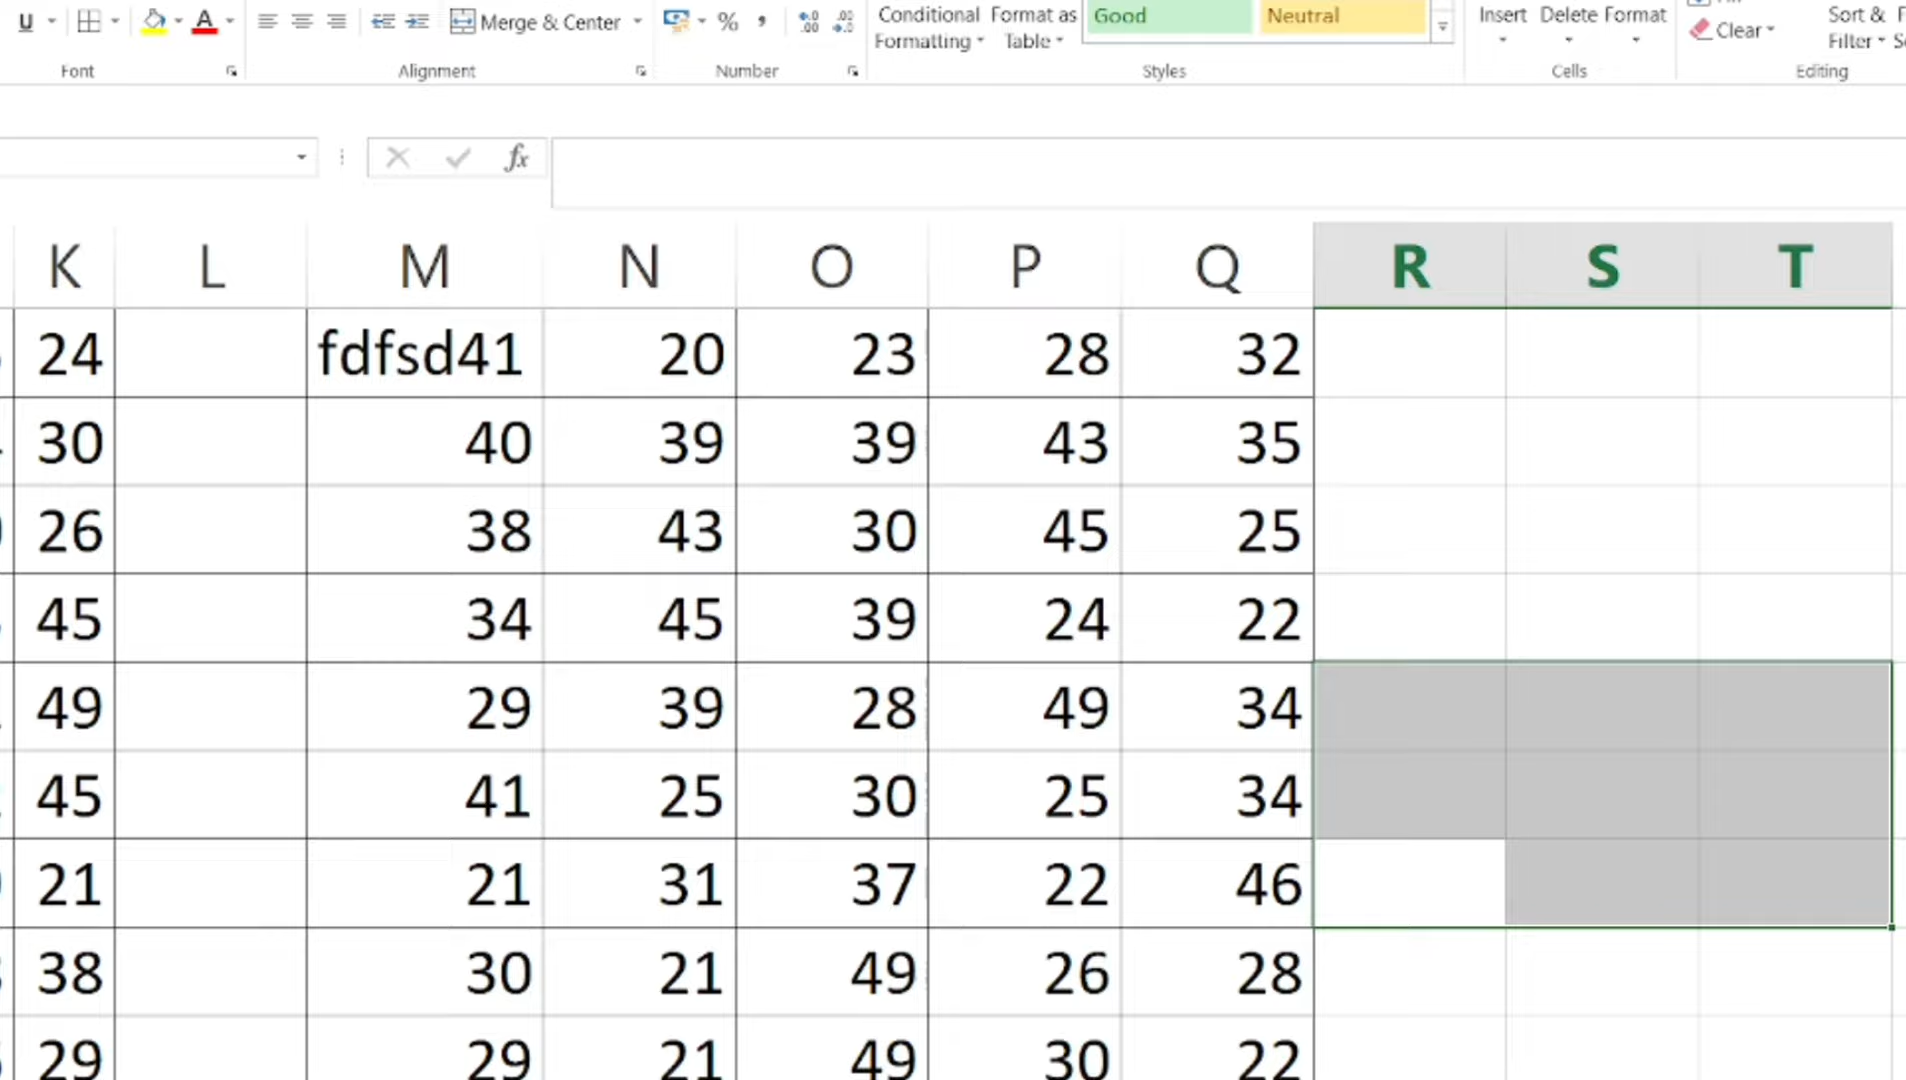 U A Merge & Center % , Conditional Format as Good Neutral Insert Delete Format Clear Sort &
Formatting Table Filter
Font Alignment Number Styles Cells Editing
fx
K L M N O P Q R S T
24 fdfsd41 20 23 28 32
30 40 39 39 43 35
26 38 43 30 45 25
45 34 45 39 24 22
49 29 39 28 49 34
45 41 25 30 25 34
21 21 31 37 22 46
38 30 21 49 26 28
29 29 21 49 30 22